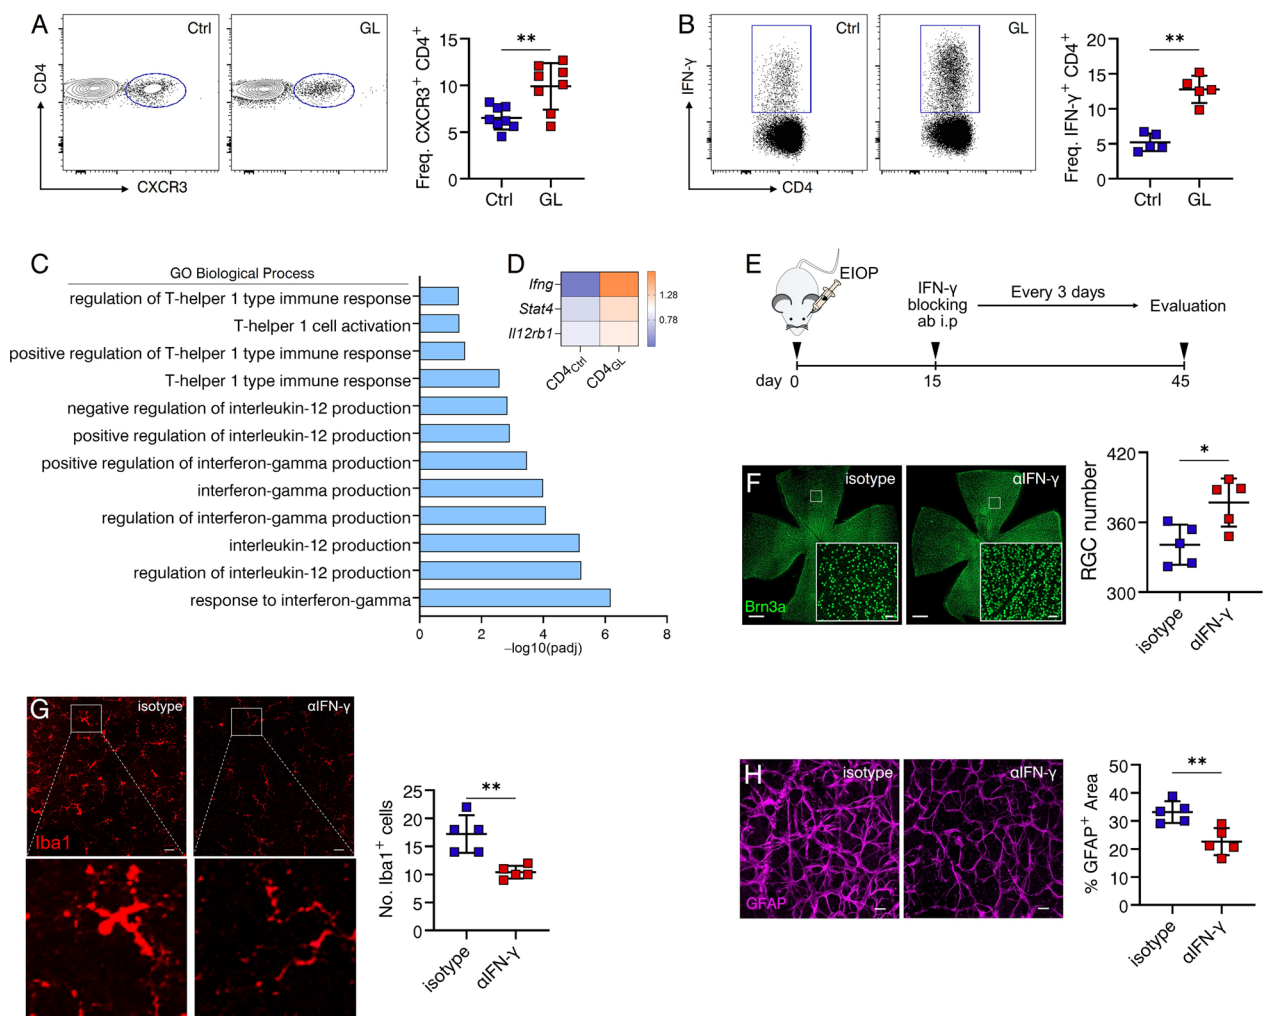 A
Ctrl
GL
CD4
CXCR3
Freq. CXCR3⁺ CD4⁺
15
10
5
0
**
Ctrl
GL
B
Ctrl
GL
IFN-γ
CD4
Freq. IFN-γ⁺ CD4⁺
20
15
10
5
0
**
Ctrl
GL
C
GO Biological Process
regulation of T-helper 1 type immune response
T-helper 1 cell activation
positive regulation of T-helper 1 type immune response
T-helper 1 type immune response
negative regulation of interleukin-12 production
positive regulation of interleukin-12 production
positive regulation of interferon-gamma production
interferon-gamma production
regulation of interferon-gamma production
interleukin-12 production
regulation of interleukin-12 production
response to interferon-gamma
0 2 4 6 8
−log10(padj)
D
Ifng
Stat4
Il12rb1
1.28
0.78
CD4Ctrl
CD4GL
E
EIOP
IFN-γ
blocking
ab i.p
Every 3 days
Evaluation
day 0 15 45
F
isotype
αIFN-γ
Brn3a
RGC number
420
360
300
*
isotype
αIFN-γ
G
isotype
αIFN-γ
Iba1
No. Iba1⁺ cells
25
20
15
10
5
0
**
isotype
αIFN-γ
H
isotype
αIFN-γ
GFAP
% GFAP⁺ Area
50
40
30
20
10
0
**
isotype
αIFN-γ